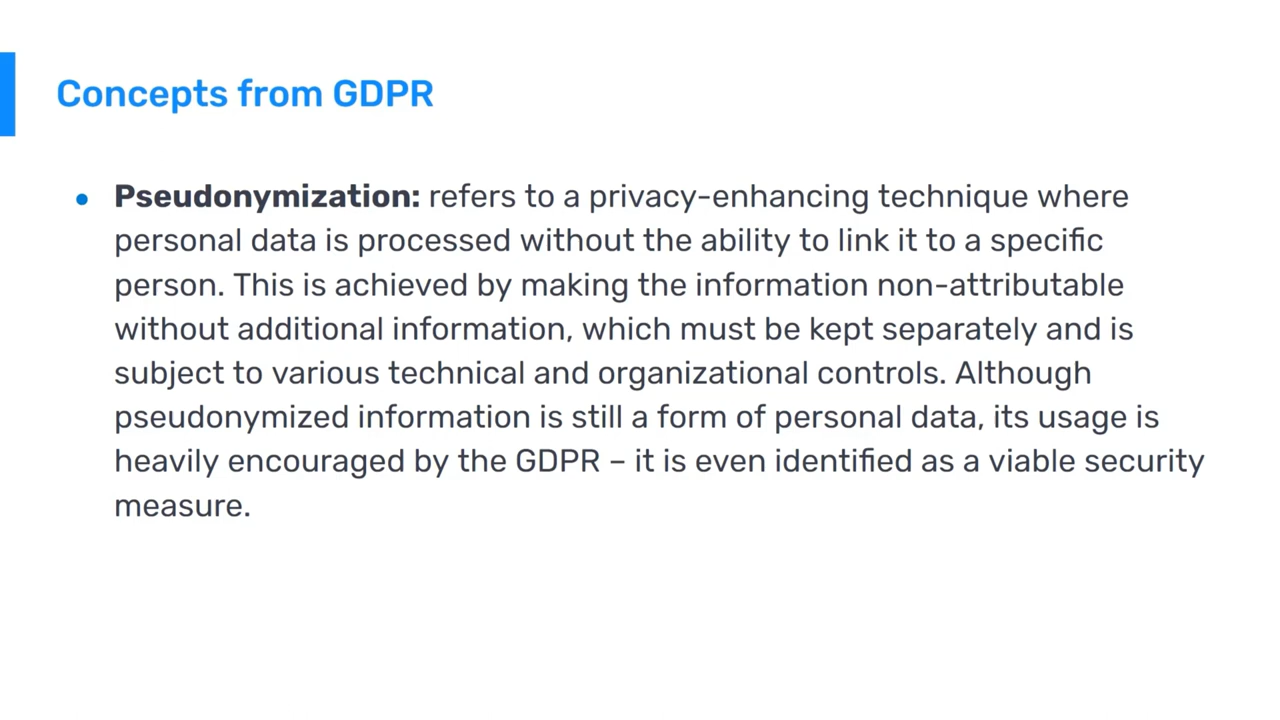 Concepts from GDPR
• Pseudonymization: refers to a privacy-enhancing technique where
personal data is processed without the ability to link it to a specific
person. This is achieved by making the information non-attributable
without additional information, which must be kept separately and is
subject to various technical and organizational controls. Although
pseudonymized information is still a form of personal data, its usage is
heavily encouraged by the GDPR – it is even identified as a viable security
measure.